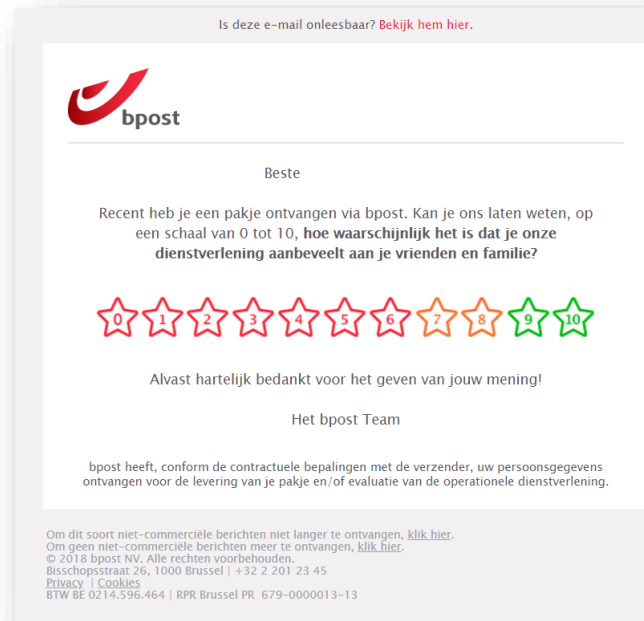 Is deze e-mail onleesbaar? Bekijk hem hier.
bpost
Beste
Recent heb je een pakje ontvangen via bpost. Kan je ons laten weten, op
een schaal van 0 tot 10, hoe waarschijnlijk het is dat je onze
dienstverlening aanbeveelt aan je vrienden en familie?
0 1 2 3 4 5 6 7 8 9 10
Alvast hartelijk bedankt voor het geven van jouw mening!
Het bpost Team
bpost heeft, conform de contractuele bepalingen met de verzender, uw persoonsgegevens
ontvangen voor de levering van je pakje en/of evaluatie van de operationele dienstverlening.
Om dit soort niet-commerciële berichten niet langer te ontvangen, klik hier.
Om geen niet-commerciële berichten meer te ontvangen, klik hier.
© 2018 bpost NV. Alle rechten voorbehouden.
Bisschopsstraat 26, 1000 Brussel | +32 2 201 23 45
Privacy | Cookies
BTW BE 0214.596.464 | RPR Brussel PR 679-0000013-13